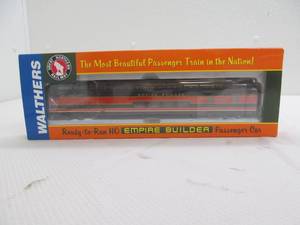 WALTHERS
The Most Beautiful Passenger Train in the Nation!
Ready-to-Run HO EMPIRE BUILDER Passenger Car